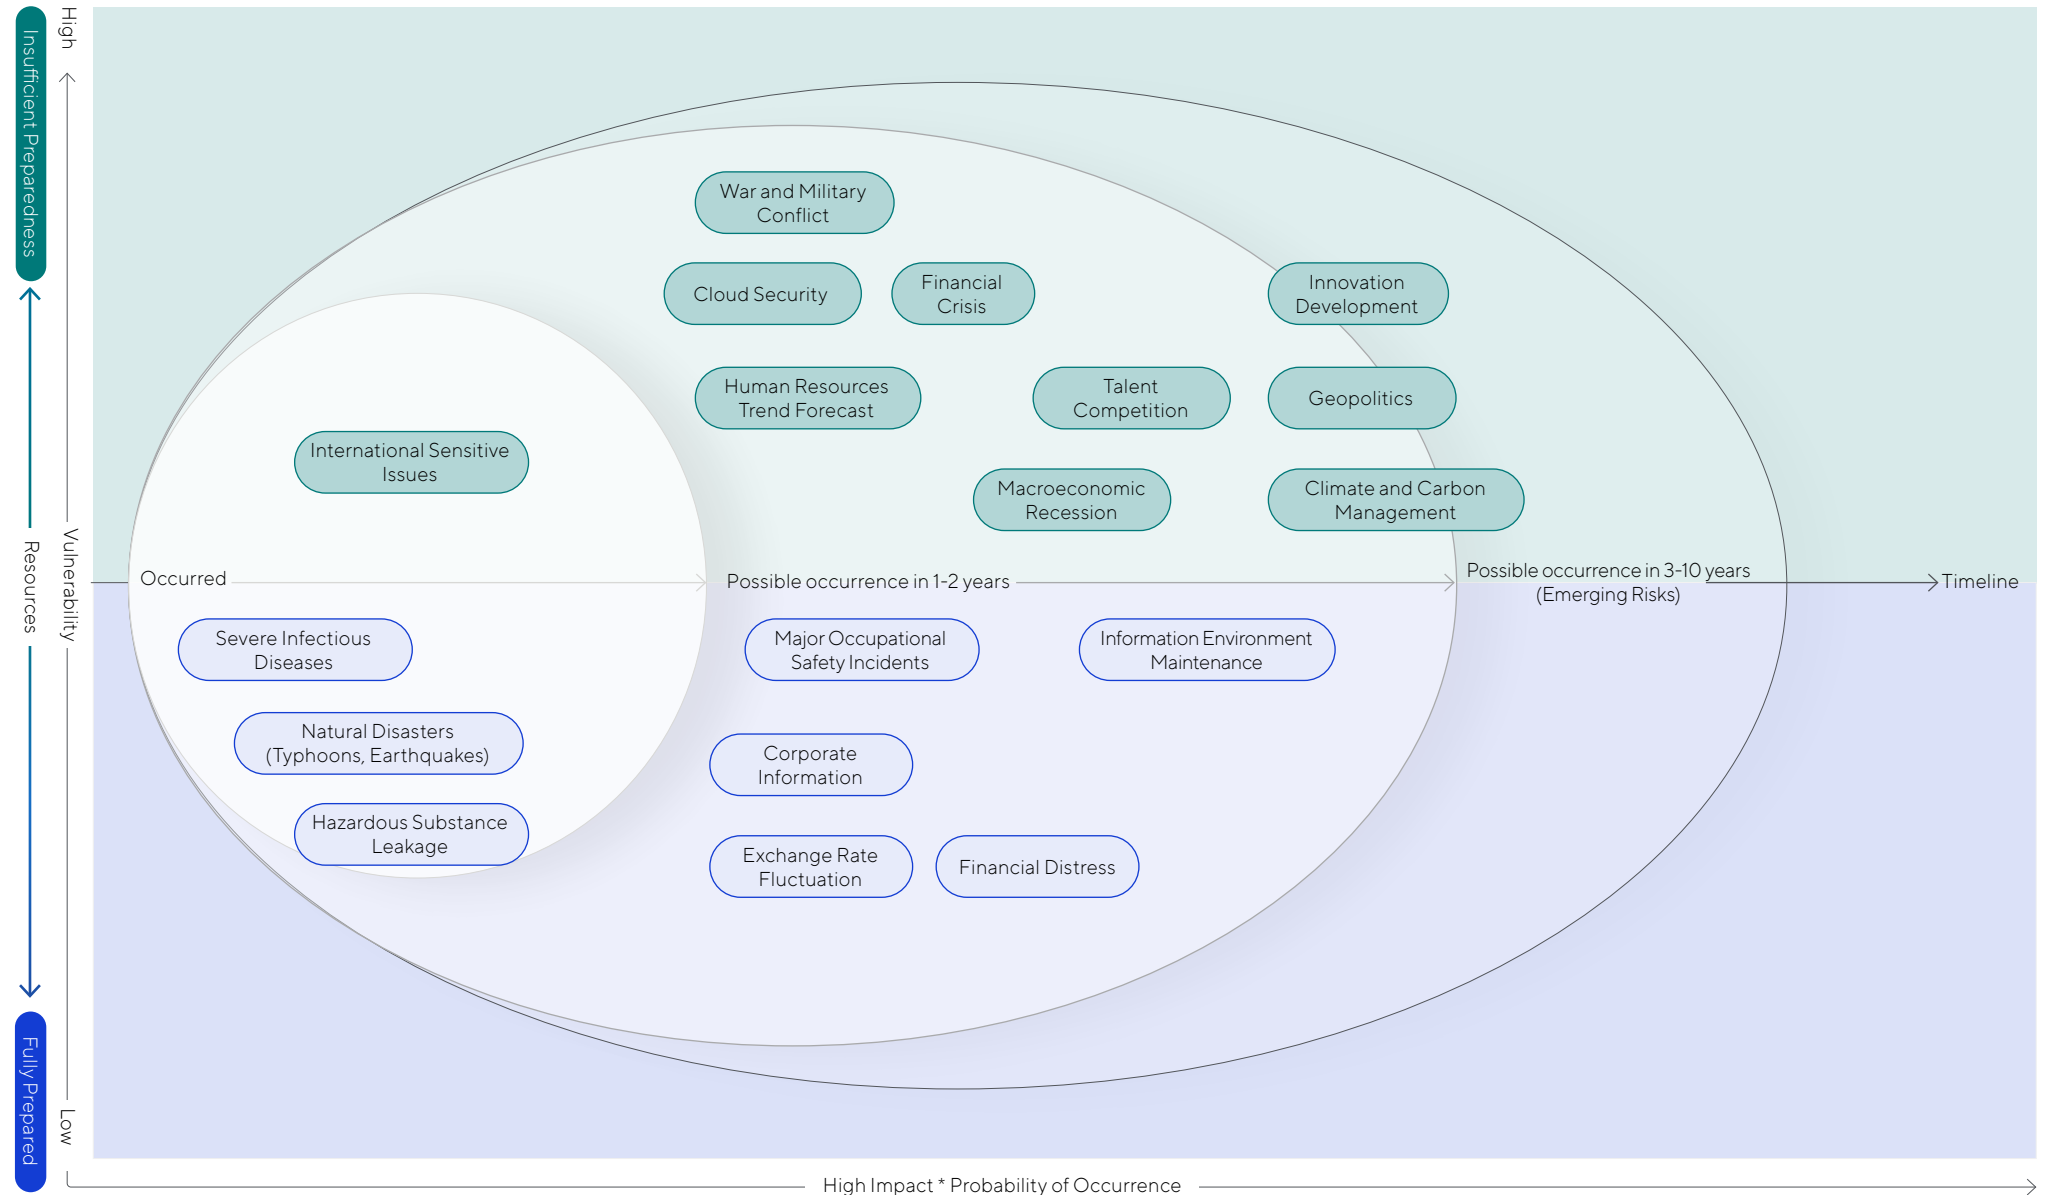 Insufficient Preparedness
Resources
Fully Prepared
High
Vulnerability
Low
War and Military
Conflict
Cloud Security
Financial
Crisis
Innovation
Development
Human Resources
Trend Forecast
Talent
Competition
Geopolitics
International Sensitive
Issues
Macroeconomic
Recession
Climate and Carbon
Management
Occurred
Possible occurrence in 1-2 years
Possible occurrence in 3-10 years
(Emerging Risks)
Timeline
Severe Infectious
Diseases
Major Occupational
Safety Incidents
Information Environment
Maintenance
Natural Disasters
(Typhoons, Earthquakes)
Corporate
Information
Hazardous Substance
Leakage
Exchange Rate
Fluctuation
Financial Distress
High Impact * Probability of Occurrence